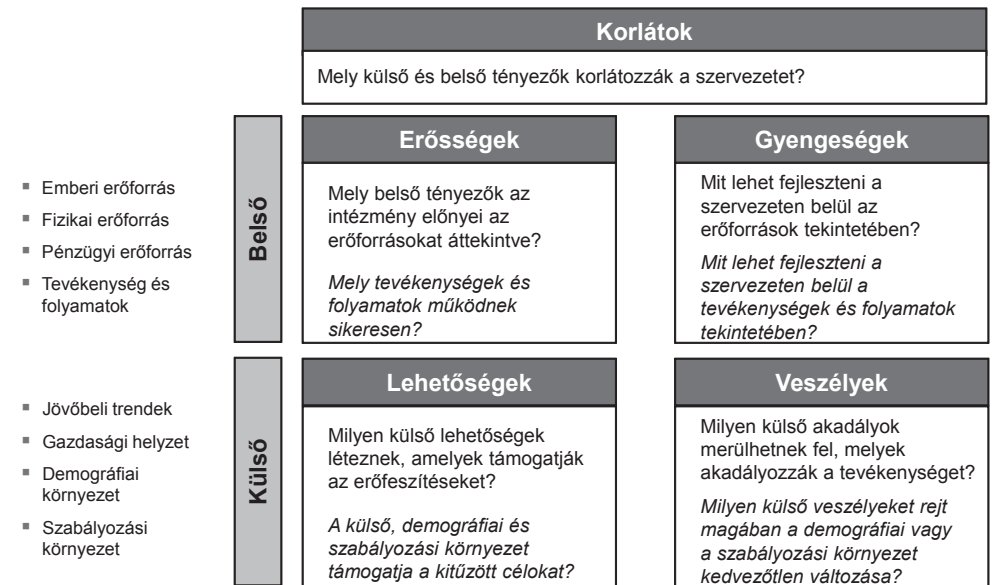 Korlátok
Mely külső és belső tényezők korlátozzák a szervezetet?
▪ Emberi erőforrás
▪ Fizikai erőforrás
▪ Pénzügyi erőforrás
▪ Tevékenység és
folyamatok
Belső
Erősségek
Mely belső tényezők az
intézmény előnyei az
erőforrásokat áttekintve?
Mely tevékenységek és
folyamatok működnek
sikeresen?
Gyengeségek
Mit lehet fejleszteni a
szervezeten belül az
erőforrások tekintetében?
Mit lehet fejleszteni a
szervezeten belül a
tevékenységek és folyamatok
tekintetében?
▪ Jövőbeli trendek
▪ Gazdasági helyzet
▪ Demográfiai
környezet
▪ Szabályozási
környezet
Külső
Lehetőségek
Milyen külső lehetőségek
léteznek, amelyek támogatják
az erőfeszítéseket?
A külső, demográfiai és
szabályozási környezet
támogatja a kitűzött célokat?
Veszélyek
Milyen külső akadályok
merülhetnek fel, melyek
akadályozzák a tevékenységet?
Milyen külső veszélyeket rejt
magában a demográfiai vagy
a szabályozási környezet
kedvezőtlen változása?